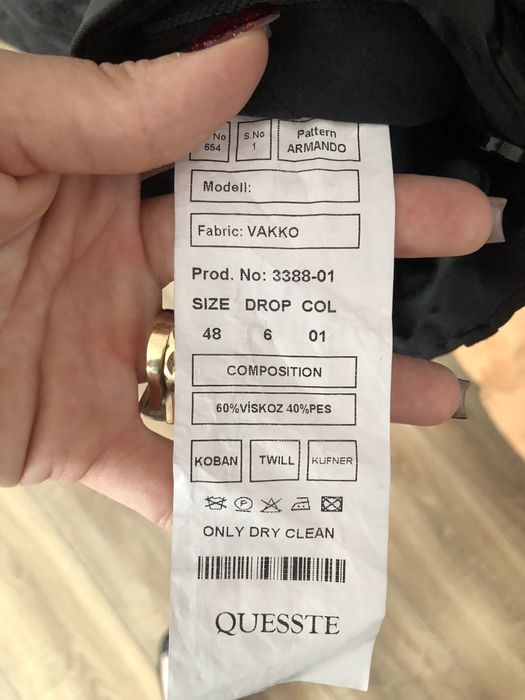 No S.No Pattern
654 1 ARMANDO
Modell:
Fabric: VAKKO
Prod. No: 3388-01
SIZE DROP COL
48 6 01
COMPOSITION
60%VİSKOZ 40%PES
KOBAN TWILL KUFNER
P
ONLY DRY CLEAN
QUESSTE